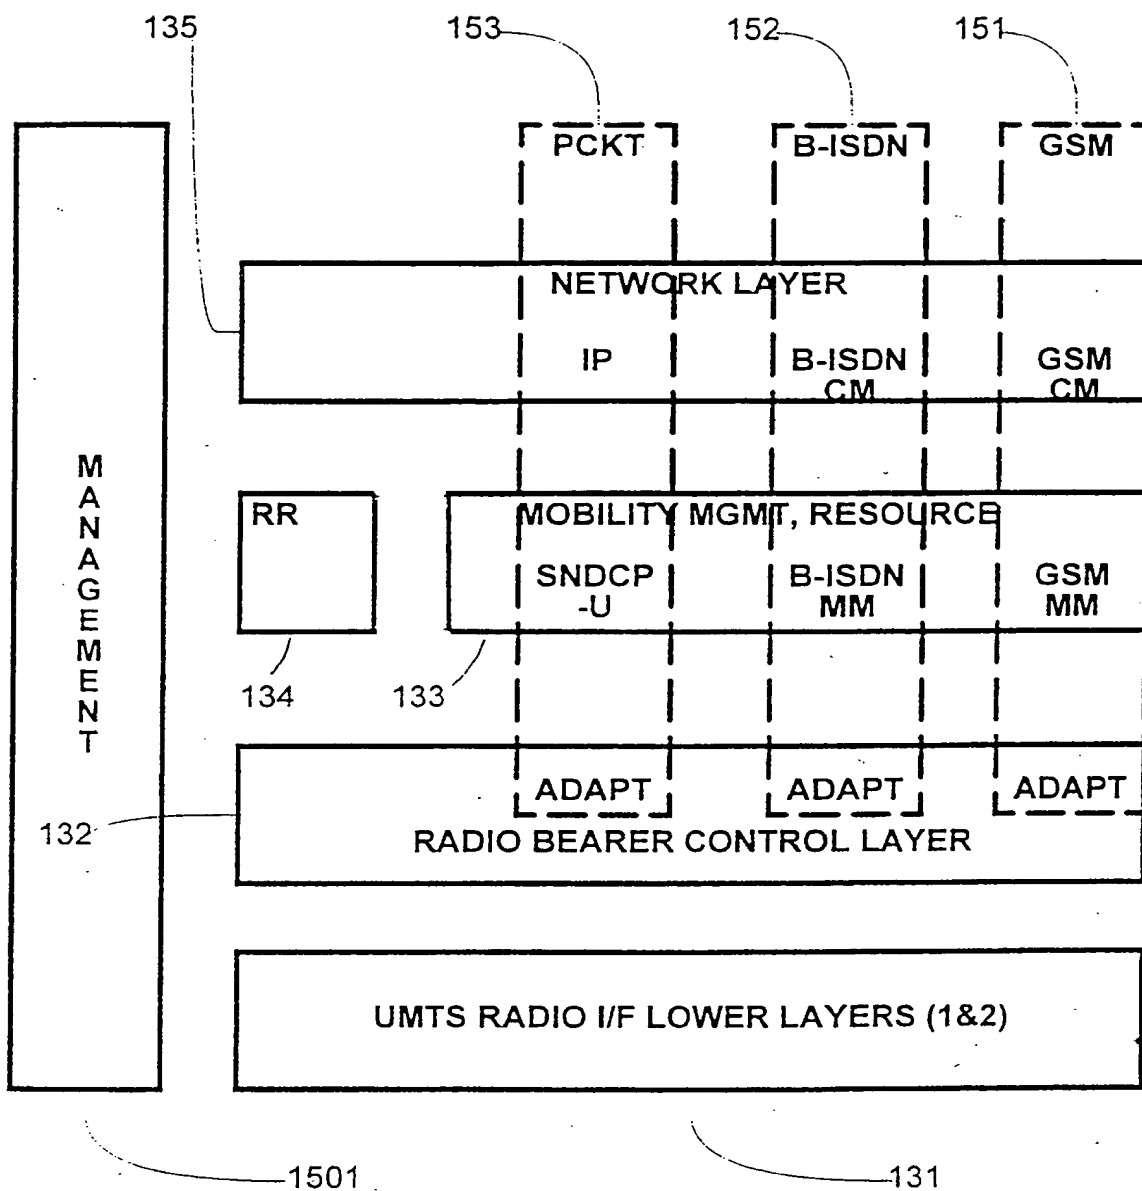 135
153
152
151
PCKT
B-ISDN
GSM
NETWORK LAYER
IP
B-ISDN
CM
GSM
CM
MANAGEMENT
RR
MOBILITY MGMT, RESOURCE
SNDCP
-U
B-ISDN
MM
GSM
MM
134
133
ADAPT
ADAPT
ADAPT
132
RADIO BEARER CONTROL LAYER
UMTS RADIO I/F LOWER LAYERS (1&2)
1501
131